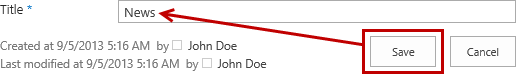 Title * News
Created at 9/5/2013 5:16 AM by John Doe
Last modified at 9/5/2013 5:16 AM by John Doe
Save Cancel